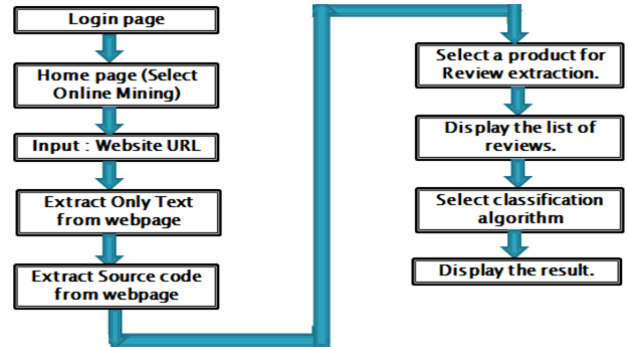 Login page
Home page (Select
Online Mining)
Input : Website URL
Extract Only Text
from webpage
Extract Source code
from webpage
Select a product for
Review extraction.
Display the list of
reviews.
Select classification
algorithm
Display the result.